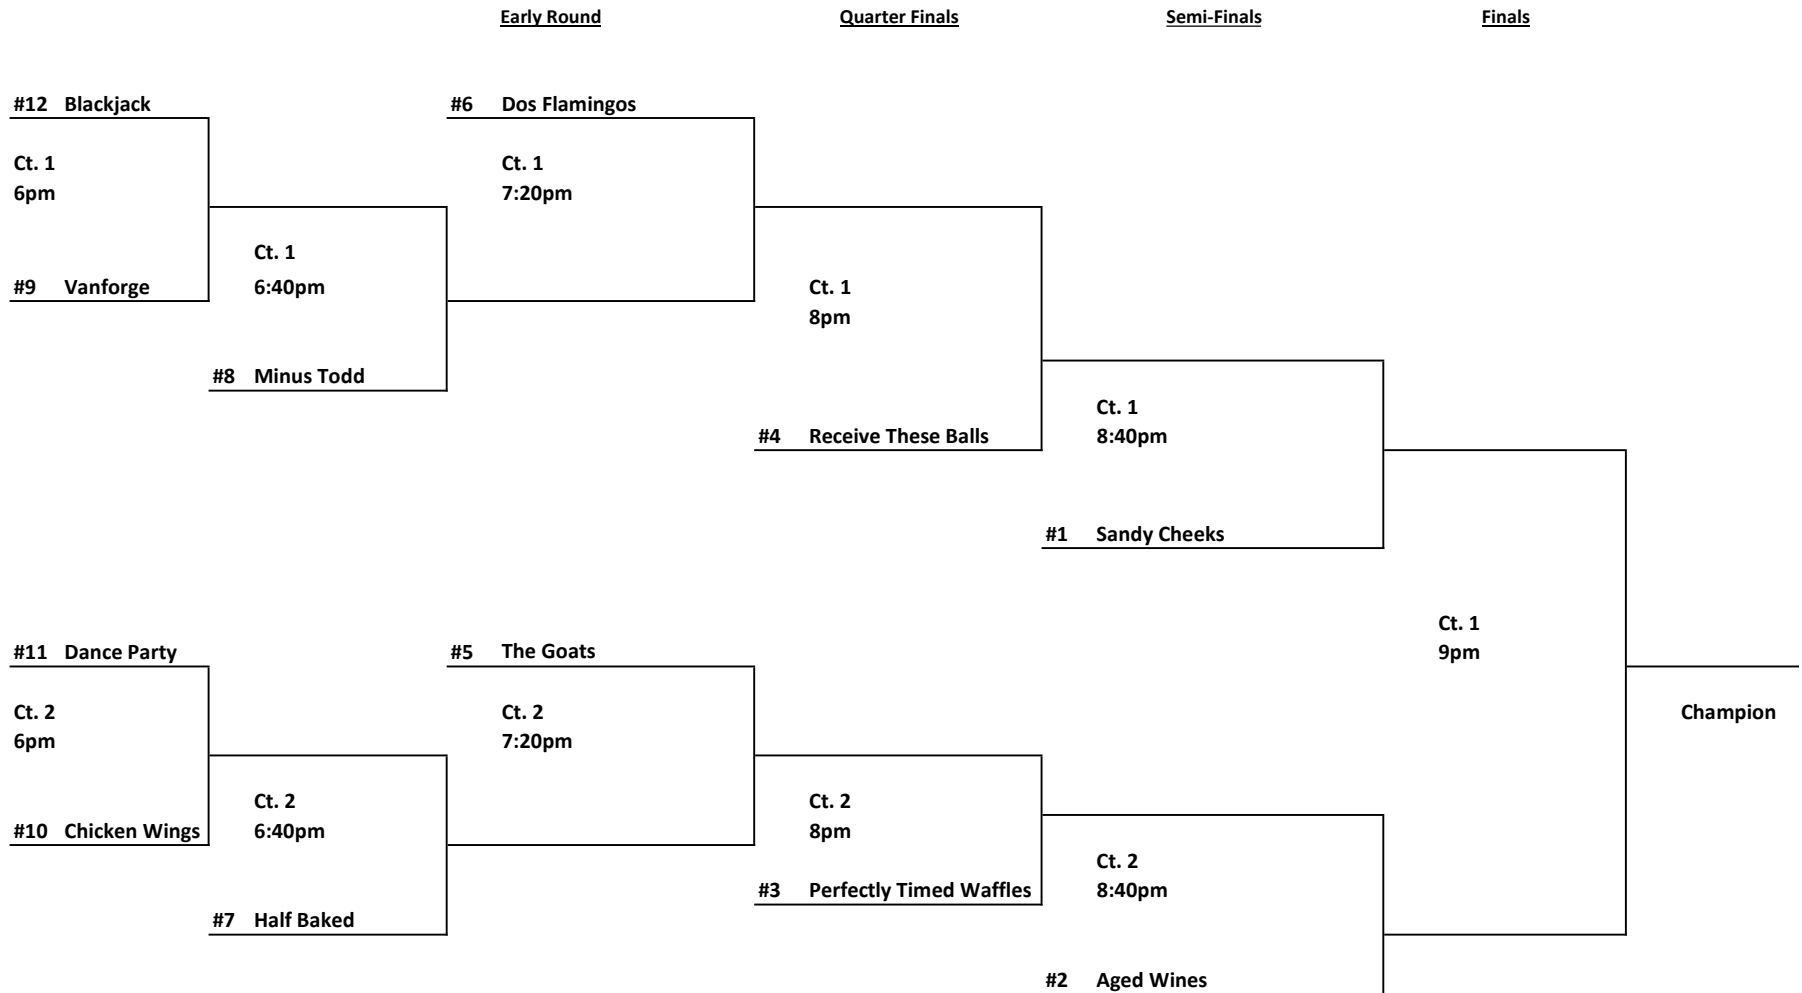 Early Round Quarter Finals Semi-Finals Finals
#12 Blackjack #6 Dos Flamingos
Ct. 1 Ct. 1
6pm 7:20pm
Ct. 1
#9 Vanforge 6:40pm Ct. 1
8pm
#8 Minus Todd
Ct. 1
#4 Receive These Balls 8:40pm
#1 Sandy Cheeks
Ct. 1
#11 Dance Party #5 The Goats 9pm
Ct. 2 Ct. 2 Champion
6pm 7:20pm
Ct. 2 Ct. 2
#10 Chicken Wings 6:40pm 8pm
Ct. 2
#3 Perfectly Timed Waffles 8:40pm
#7 Half Baked
#2 Aged Wines